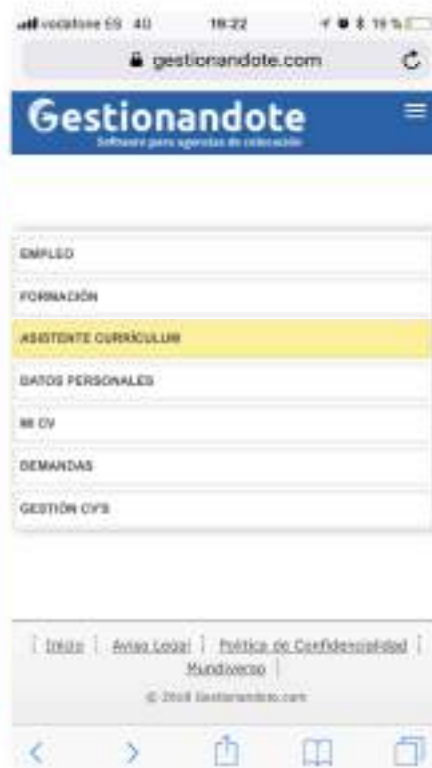 vodafone ES 4G 19:22 19 %
gestionandote.com
Gestionandote
Software para agencias de colocación
EMPLEO
FORMACIÓN
ASISTENTE CURRÍCULUM
DATOS PERSONALES
MI CV
DEMANDAS
GESTIÓN CV'S
| Inicio | Aviso Legal | Política de Confidencialidad |
Mundiverso |
© 2018 Gestionandote.com